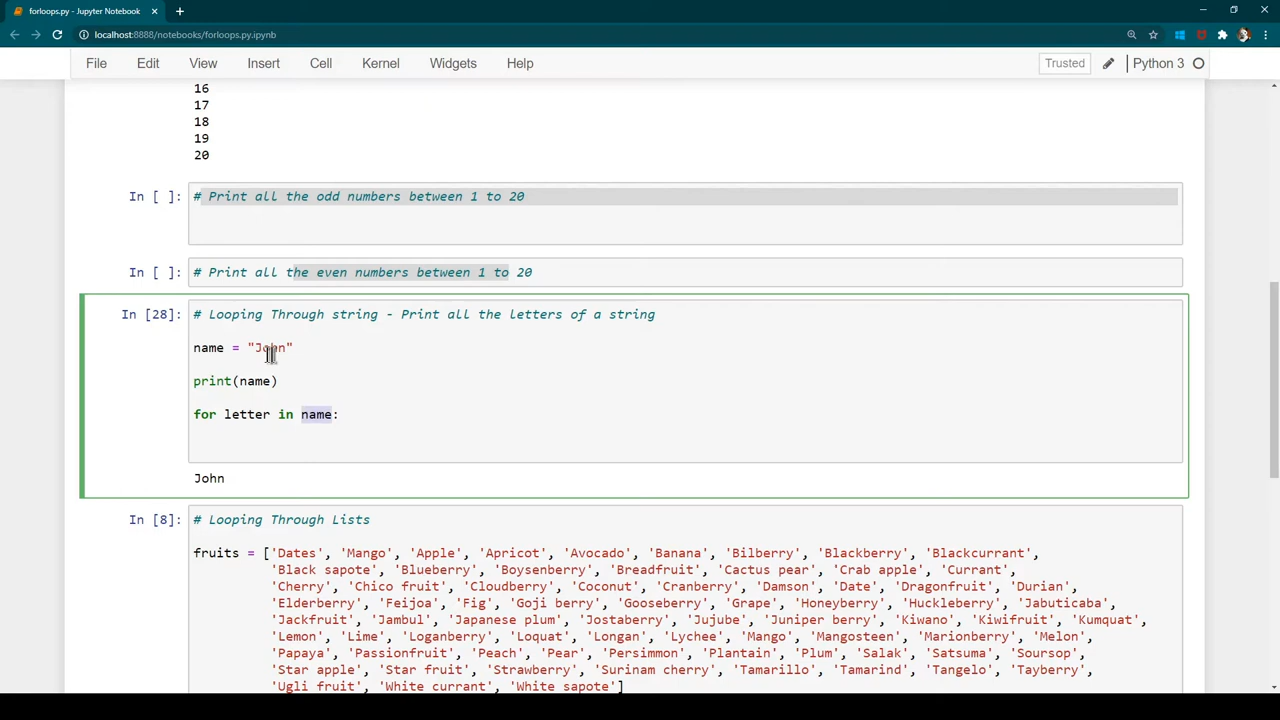 forloops.py - Jupyter Notebook
localhost:8888/notebooks/forloops.py.ipynb
File Edit View Insert Cell Kernel Widgets Help Trusted Python 3
16
17
18
19
20
In [ ]: # Print all the odd numbers between 1 to 20
In [ ]: # Print all the even numbers between 1 to 20
In [28]: # Looping Through string - Print all the letters of a string
name = "John"
print(name)
for letter in name:
John
In [8]: # Looping Through Lists
fruits = ['Dates', 'Mango', 'Apple', 'Apricot', 'Avocado', 'Banana', 'Bilberry', 'Blackberry', 'Blackcurrant',
'Black sapote', 'Blueberry', 'Boysenberry', 'Breadfruit', 'Cactus pear', 'Crab apple', 'Currant',
'Cherry', 'Chico fruit', 'Cloudberry', 'Coconut', 'Cranberry', 'Damson', 'Date', 'Dragonfruit', 'Durian',
'Elderberry', 'Feijoa', 'Fig', 'Goji berry', 'Gooseberry', 'Grape', 'Honeyberry', 'Huckleberry', 'Jabuticaba',
'Jackfruit', 'Jambul', 'Japanese plum', 'Jostaberry', 'Jujube', 'Juniper berry', 'Kiwano', 'Kiwifruit', 'Kumquat',
'Lemon', 'Lime', 'Loganberry', 'Loquat', 'Longan', 'Lychee', 'Mango', 'Mangosteen', 'Marionberry', 'Melon',
'Papaya', 'Passionfruit', 'Peach', 'Pear', 'Persimmon', 'Plantain', 'Plum', 'Salak', 'Satsuma', 'Soursop',
'Star apple', 'Star fruit', 'Strawberry', 'Surinam cherry', 'Tamarillo', 'Tamarind', 'Tangelo', 'Tayberry',
'Ugli fruit', 'White currant', 'White sapote']